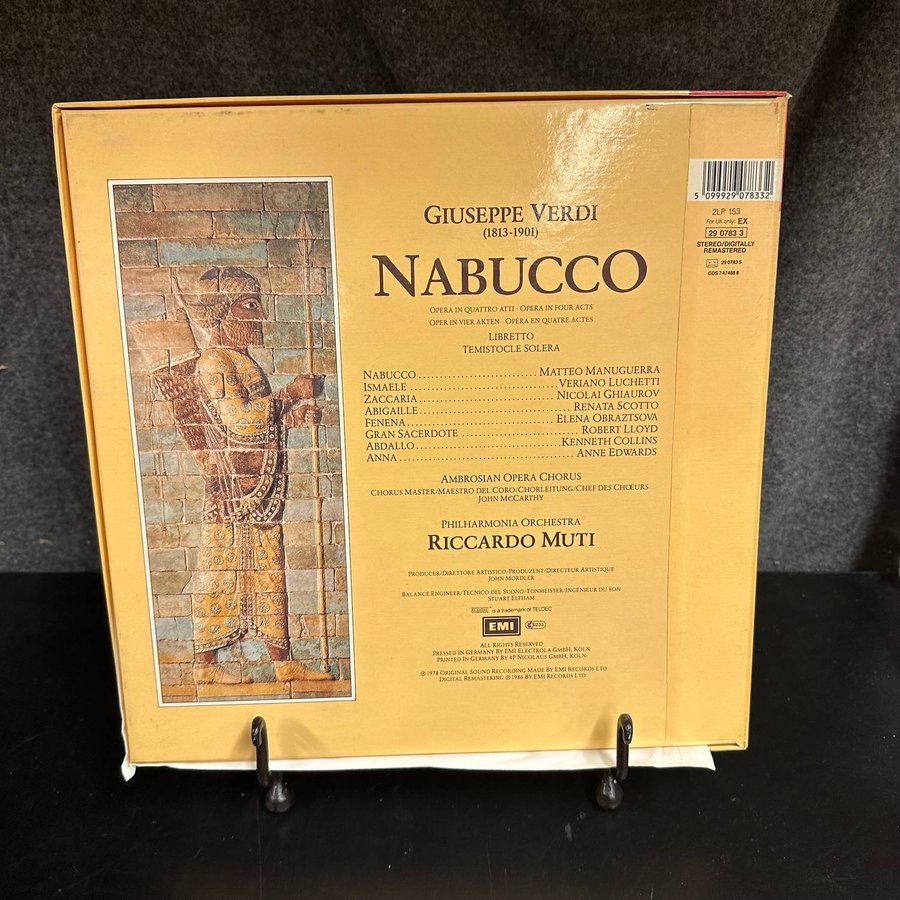 5 099929 078332
2LP 153
For UK only: EX
29 0783 3
STEREO/DIGITALLY
REMASTERED
29 0783 5
CDS 7 47488 8
GIUSEPPE VERDI
(1813-1901)
NABUCCO
OPERA IN QUATTRO ATTI · OPERA IN FOUR ACTS
OPER IN VIER AKTEN · OPÉRA EN QUATRE ACTES
LIBRETTO
TEMISTOCLE SOLERA
NABUCCO ........................ MATTEO MANUGUERRA
ISMAELE ........................ VERIANO LUCHETTI
ZACCARIA ........................ NICOLAI GHIAUROV
ABIGAILLE ........................ RENATA SCOTTO
FENENA ........................ ELENA OBRAZTSOVA
GRAN SACERDOTE ........................ ROBERT LLOYD
ABDALLO ........................ KENNETH COLLINS
ANNA ........................ ANNE EDWARDS
AMBROSIAN OPERA CHORUS
CHORUS MASTER/MAESTRO DEL CORO/CHORLEITUNG/CHEF DES CHŒURS
JOHN MCCARTHY
PHILHARMONIA ORCHESTRA
RICCARDO MUTI
PRODUCER/DIRETTORE ARTISTICO/PRODUZENT/DIRECTEUR ARTISTIQUE
JOHN MORDLER
BALANCE ENGINEER/TECNICO DEL SUONO/TONMEISTER/INGÉNIEUR DU SON
STUART ELTHAM
is a trademark of TELDEC
EMI
ALL RIGHTS RESERVED
PRESSED IN GERMANY BY EMI ELECTROLA GMBH, KÖLN
PRINTED IN GERMANY BY 4P NICOLAUS GMBH, KÖLN
℗ 1978 ORIGINAL SOUND RECORDING MADE BY EMI RECORDS LTD
DIGITAL REMASTERING ℗ 1986 BY EMI RECORDS LTD